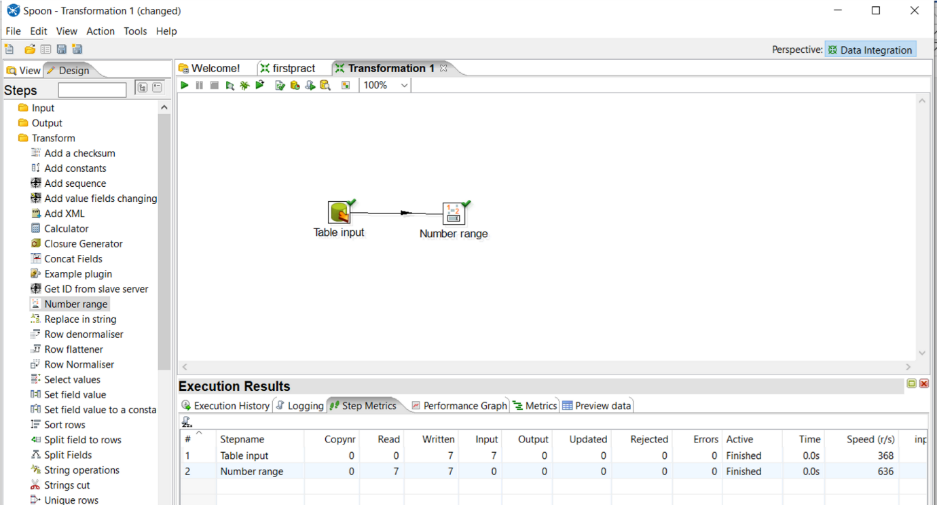 Spoon - Transformation 1 (changed)
File Edit View Action Tools Help
Perspective: Data Integration
View Design
Welcome! firstpract Transformation 1
Steps
100%
Input
Output
Transform
Add a checksum
Add constants
Add sequence
Add value fields changing
Add XML
Calculator
Closure Generator
Concat Fields
Example plugin
Get ID from slave server
Number range
Replace in string
Row denormaliser
Row flattener
Row Normaliser
Select values
Set field value
Set field value to a consta
Sort rows
Split field to rows
Split Fields
String operations
Strings cut
Unique rows
Table input
Number range
Execution Results
Execution History Logging Step Metrics Performance Graph Metrics Preview data
# Stepname Copynr Read Written Input Output Updated Rejected Errors Active Time Speed (r/s) inp
1 Table input 0 0 7 7 0 0 0 0 Finished 0.0s 368
2 Number range 0 7 7 0 0 0 0 0 Finished 0.0s 636